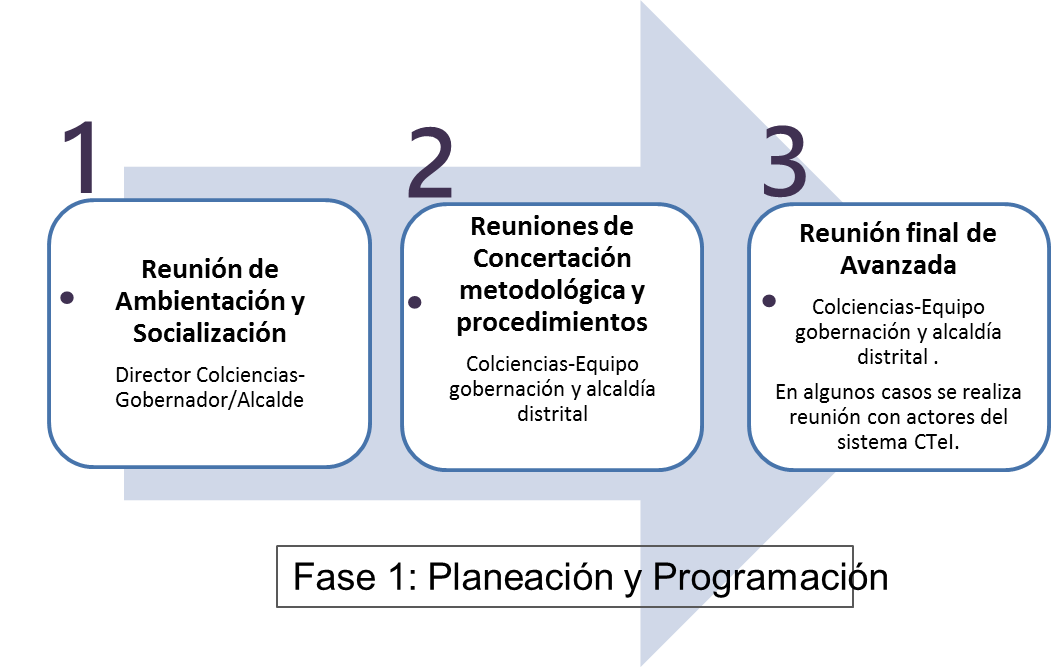 1
Reunión de
Ambientación y
Socialización
Director Colciencias-
Gobernador/Alcalde
2
Reuniones de
Concertación
metodológica y
procedimientos
Colciencias-Equipo
gobernación y alcaldía
distrital
3
Reunión final de
Avanzada
Colciencias-Equipo
gobernación y alcaldía
distrital .
En algunos casos se realiza
reunión con actores del
sistema CTeI.
Fase 1: Planeación y Programación